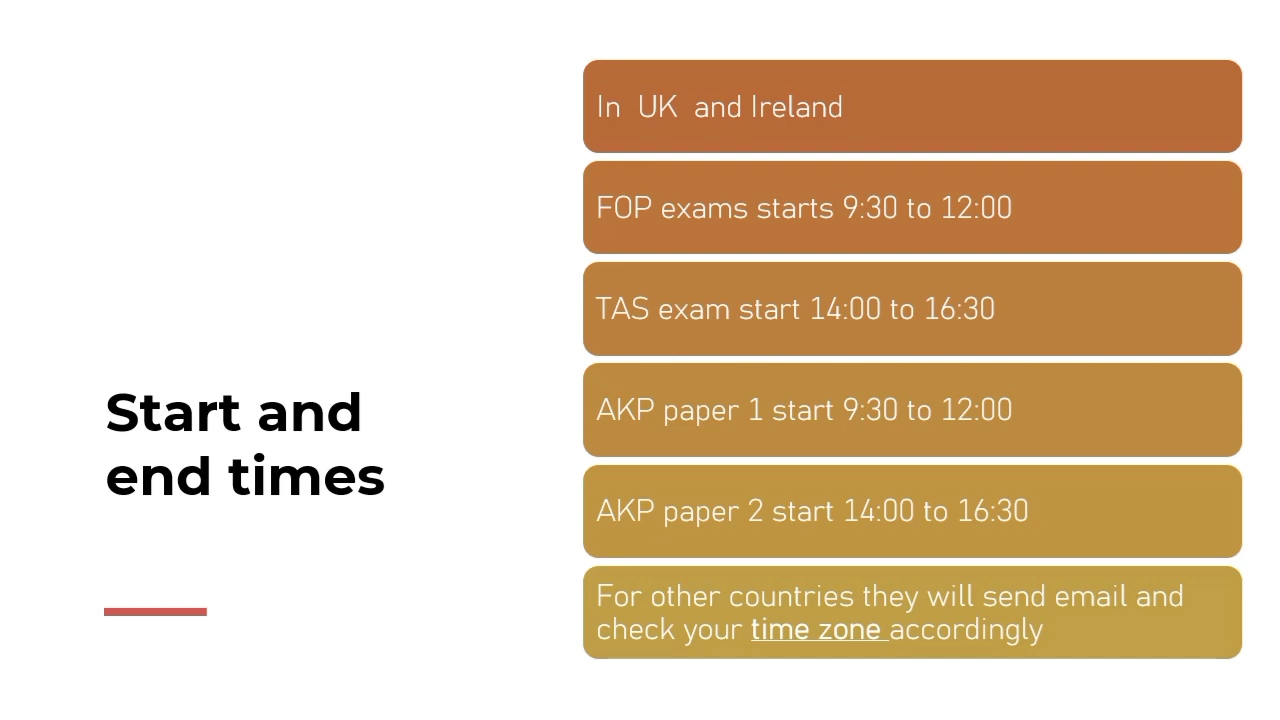 Start and
end times
In UK and Ireland
FOP exams starts 9:30 to 12:00
TAS exam start 14:00 to 16:30
AKP paper 1 start 9:30 to 12:00
AKP paper 2 start 14:00 to 16:30
For other countries they will send email and
check your time zone accordingly